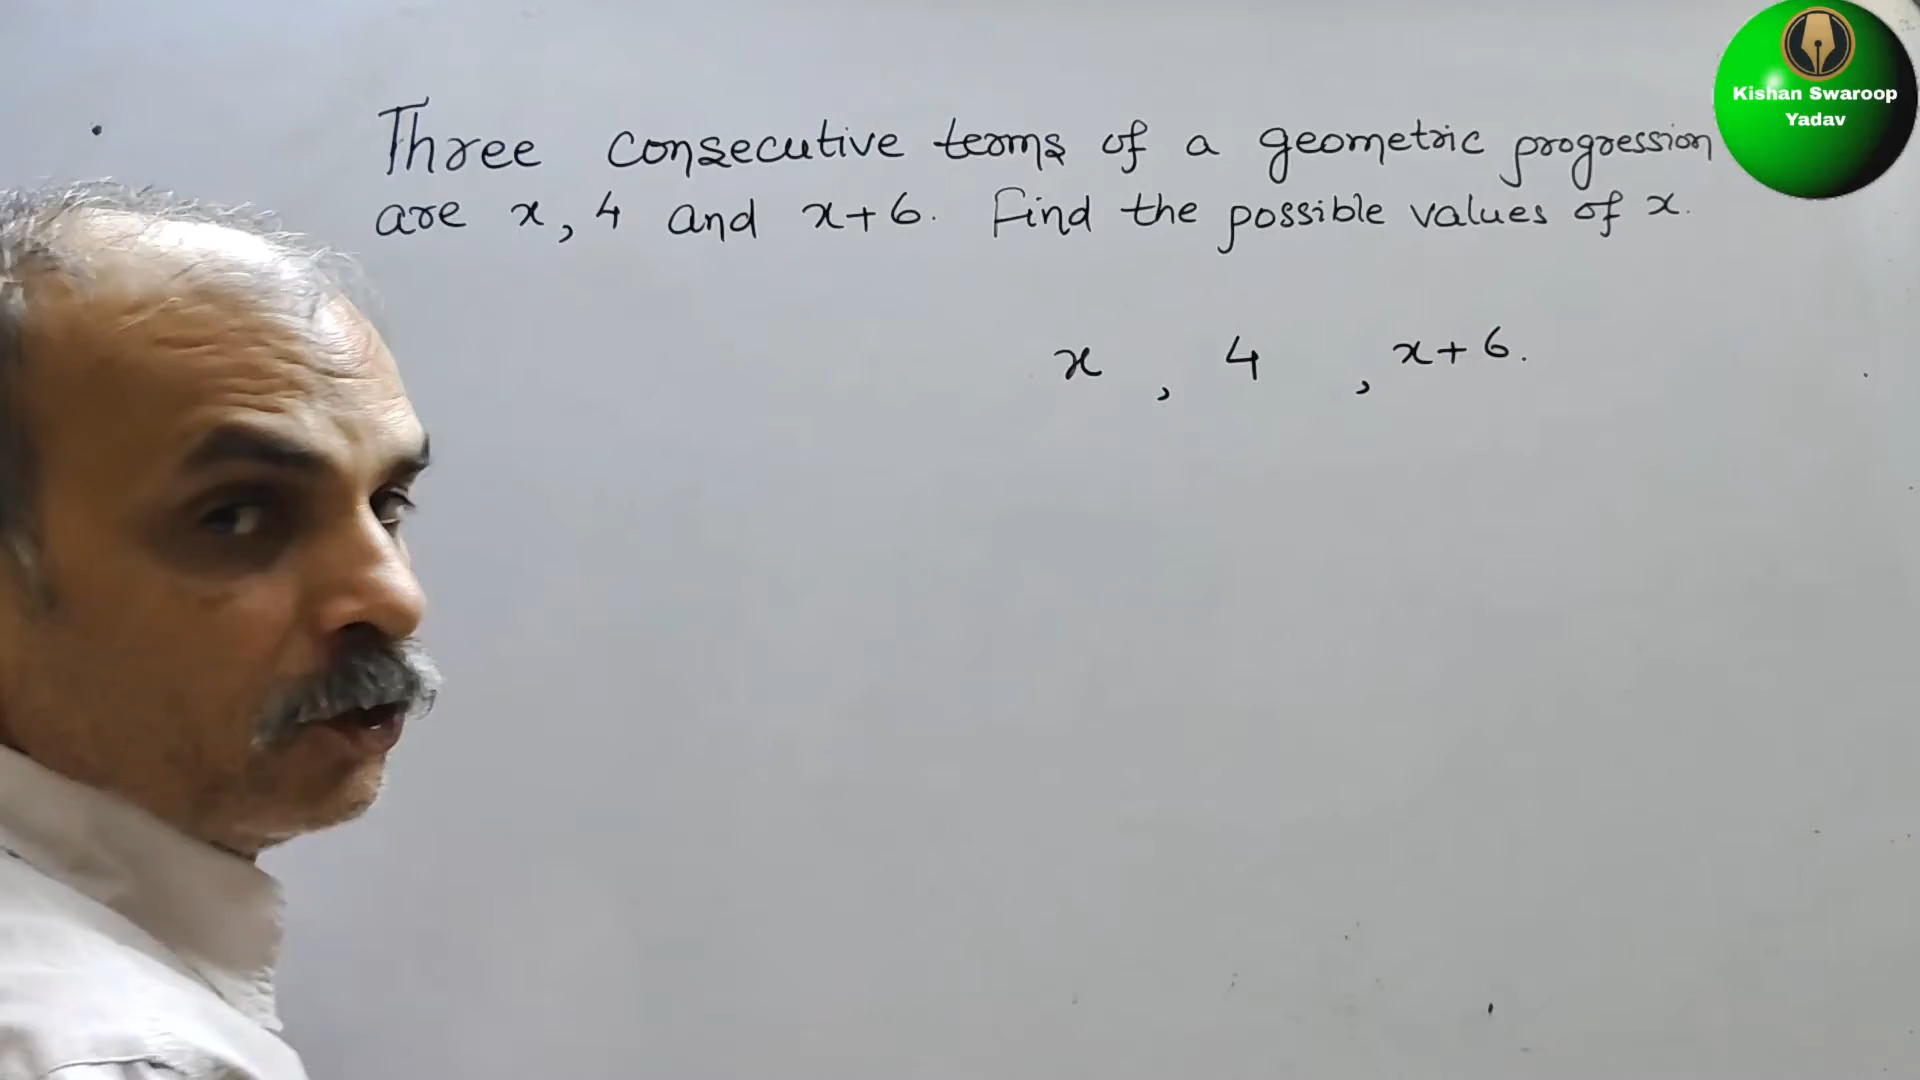 Three consecutive terms of a geometric progression
are x, 4 and x+6. Find the possible values of x.
x , 4 , x+6.
Kishan Swaroop
Yadav